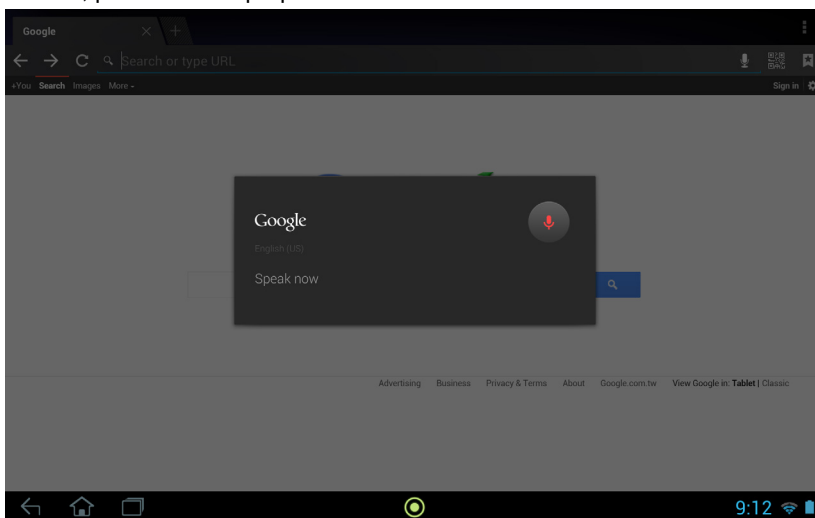 Google
Search or type URL
+You Search Images More
Sign in
Google
English (US)
Speak now
Advertising Business Privacy & Terms About Google.com.tw View Google in: Tablet | Classic
9:12